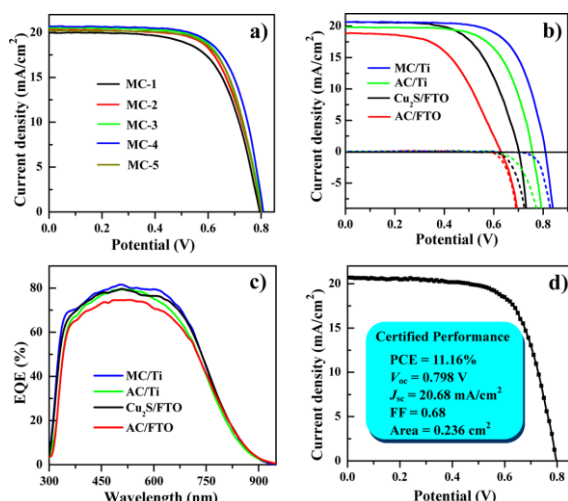 a)
Current density (mA/cm²)
20
15
10
5
0
MC-1
MC-2
MC-3
MC-4
MC-5
0.0 0.2 0.4 0.6 0.8 1.0
Potential (V)
b)
Current density (mA/cm²)
20
15
10
5
0
-5
MC/Ti
AC/Ti
Cu₂S/FTO
AC/FTO
0.0 0.2 0.4 0.6 0.8 1.0
Potential (V)
c)
EQE (%)
80
60
40
20
0
MC/Ti
AC/Ti
Cu₂S/FTO
AC/FTO
300 450 600 750 900
Wavelength (nm)
d)
Current density (mA/cm²)
20
15
10
5
0
Certified Performance
PCE = 11.16%
Voc = 0.798 V
Jsc = 20.68 mA/cm²
FF = 0.68
Area = 0.236 cm²
0.0 0.2 0.4 0.6 0.8 1.0
Potential (V)